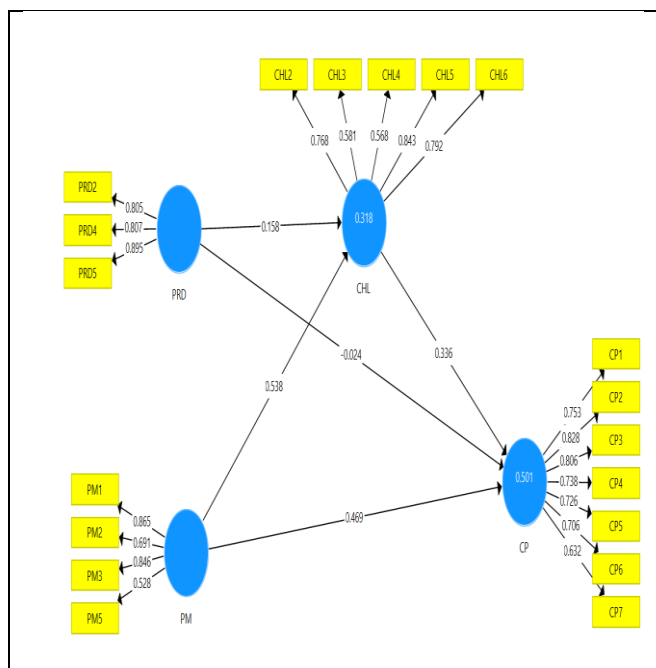 CHL2
CHL3
CHL4
CHL5
CHL6
0.768
0.581
0.568
0.843
0.792
PRD2
PRD4
PRD5
0.805
0.807
0.895
PRD
0.158
0.318
CHL
-0.024
0.336
0.538
0.469
PM1
PM2
PM3
PM5
0.865
0.691
0.846
0.528
PM
0.501
CP
0.753
0.828
0.806
0.738
0.726
0.706
0.632
CP1
CP2
CP3
CP4
CP5
CP6
CP7